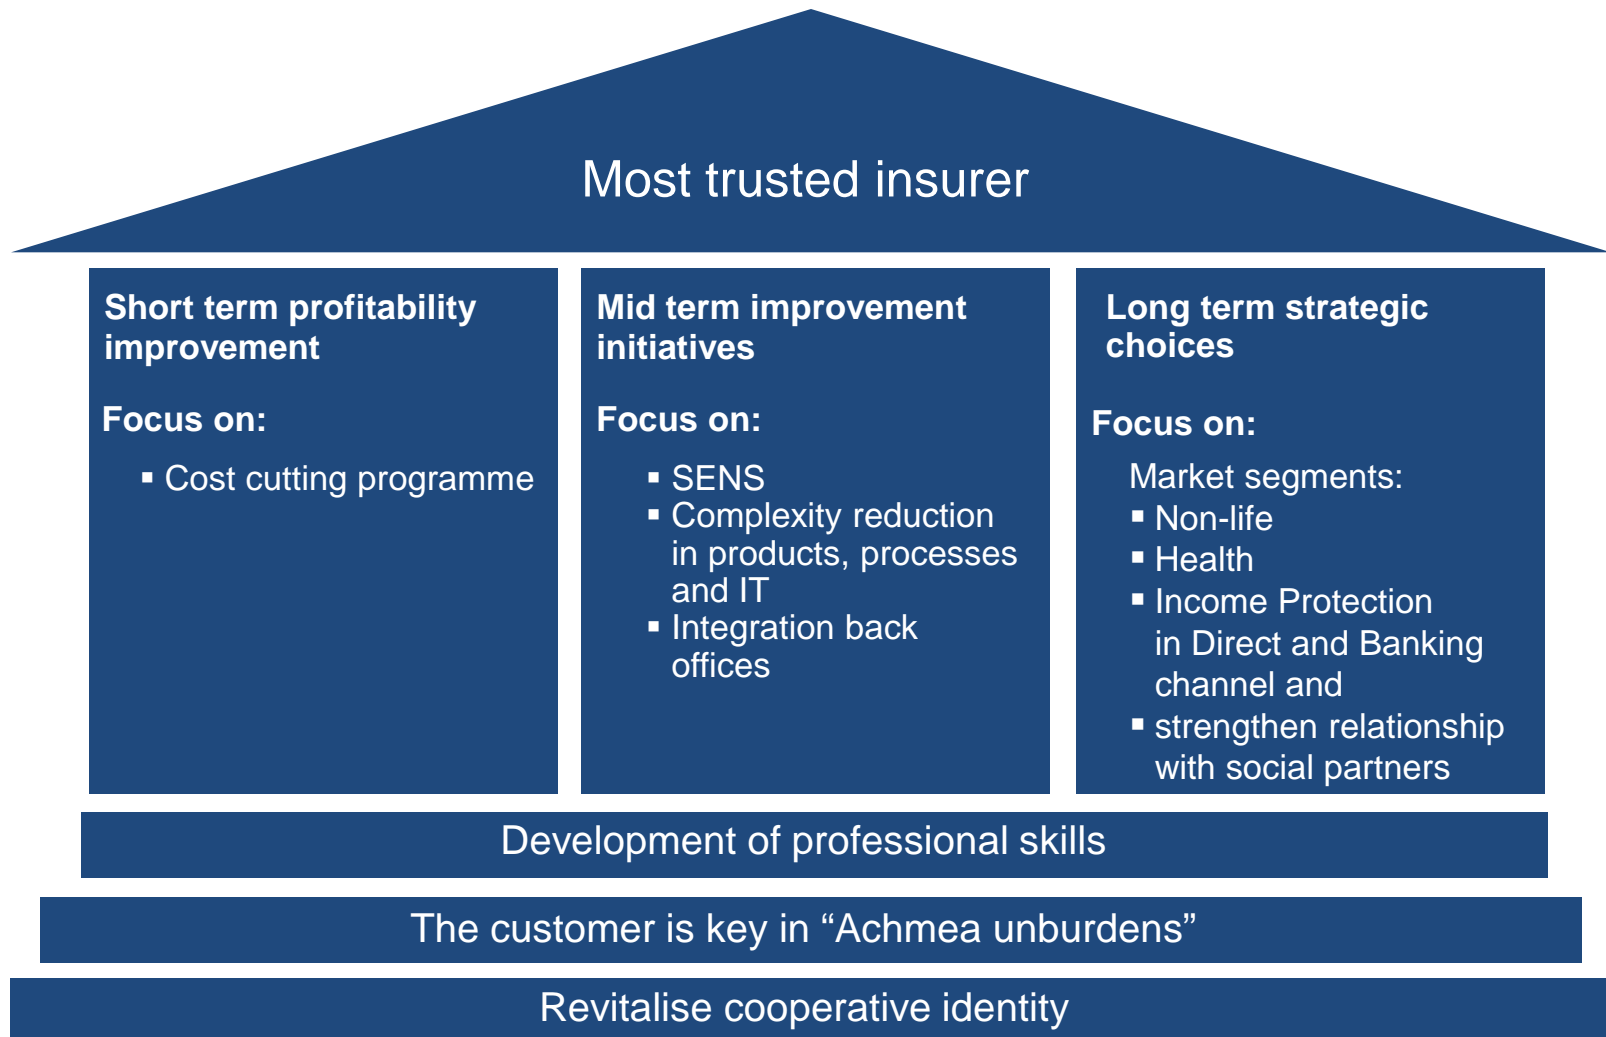 Most trusted insurer
Short term profitability
improvement
Focus on:
▪ Cost cutting programme
Mid term improvement
initiatives
Focus on:
▪ SENS
▪ Complexity reduction
in products, processes
and IT
▪ Integration back
offices
Long term strategic
choices
Focus on:
Market segments:
▪ Non-life
▪ Health
▪ Income Protection
in Direct and Banking
channel and
▪ strengthen relationship
with social partners
Development of professional skills
The customer is key in “Achmea unburdens”
Revitalise cooperative identity